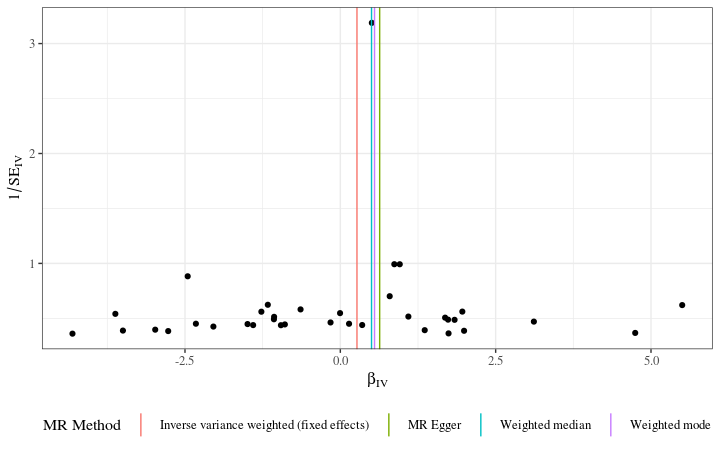 3
2
1
1/SE_IV
-2.5 0.0 2.5 5.0
β_IV
MR Method Inverse variance weighted (fixed effects) MR Egger Weighted median Weighted mode